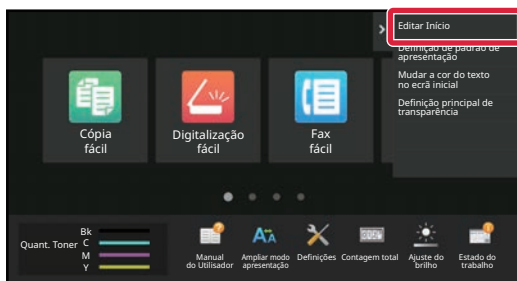 Editar Início
Definição de padrão de
apresentação
Mudar a cor do texto
no ecrã inicial
Definição principal de
transparência
Cópia
fácil
Digitalização
fácil
Fax
fácil
Quant. Toner
Bk
C
M
Y
Manual
do Utilisador
Ampliar modo
apresentação
Definições
Contagem total
Ajuste do
brilho
Estado do
trabalho